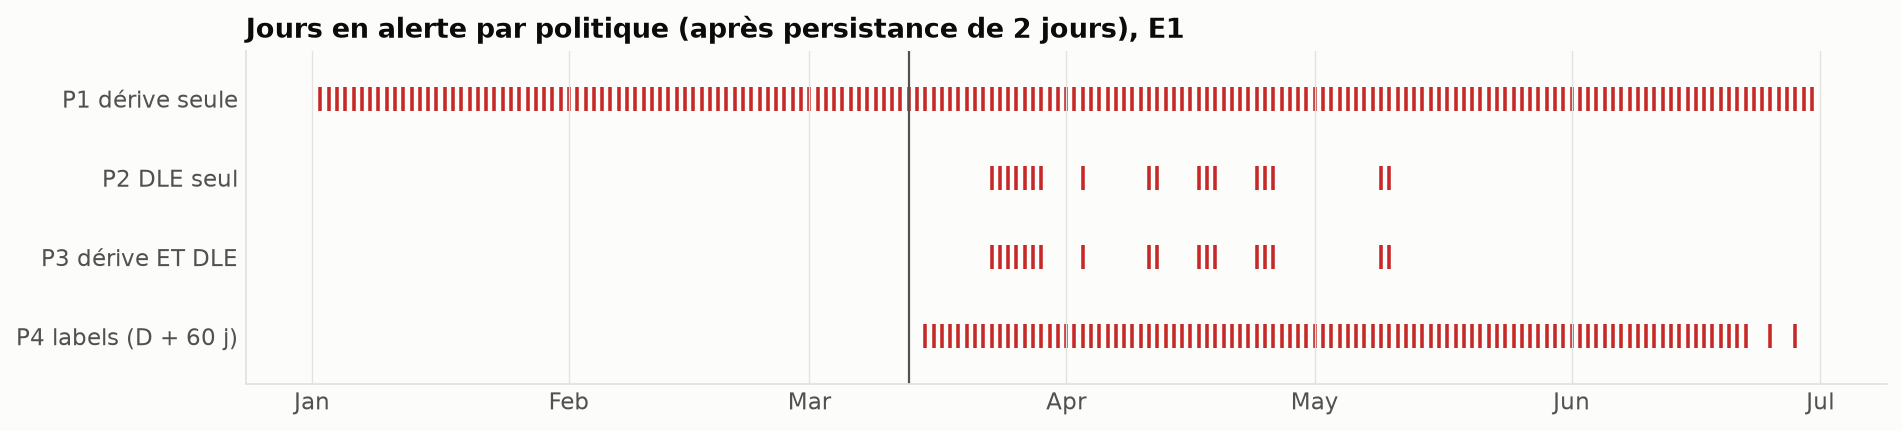 Jours en alerte par politique (après persistance de 2 jours), E1
P1 dérive seule
P2 DLE seul
P3 dérive ET DLE
P4 labels (D + 60 j)
Jan Feb Mar Apr May Jun Jul